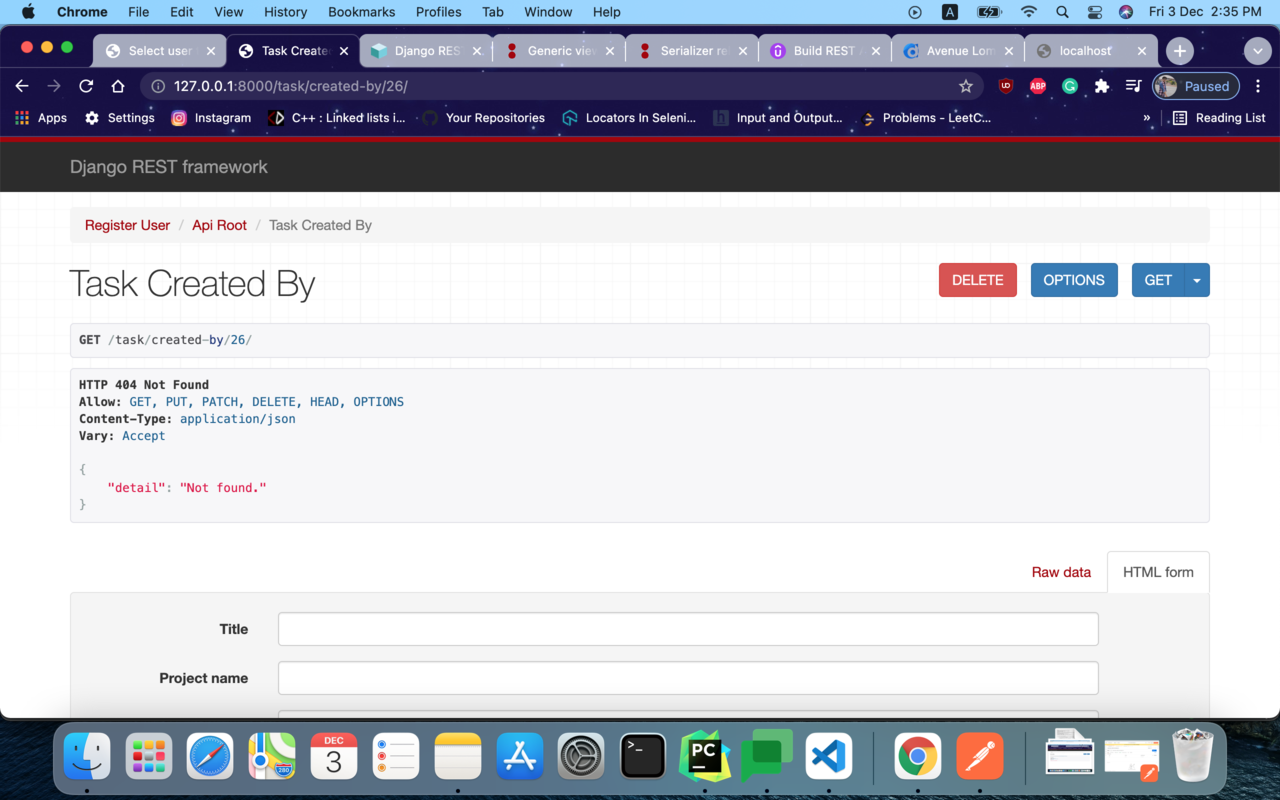 Chrome File Edit View History Bookmarks Profiles Tab Window Help A Fri 3 Dec 2:35 PM
Select user Task Create Django RES Generic view Serializer re Build REST Avenue Lom localhost
127.0.0.1:8000/task/created-by/26/ UD ABP G Paused
Apps Settings Instagram C++ : Linked lists i... Your Repositories Locators In Seleni... Input and Output... Problems - LeetC... » Reading List
Django REST framework
Register User / Api Root / Task Created By
Task Created By DELETE OPTIONS GET
GET /task/created-by/26/
HTTP 404 Not Found
Allow: GET, PUT, PATCH, DELETE, HEAD, OPTIONS
Content-Type: application/json
Vary: Accept
{
"detail": "Not found."
}
Raw data HTML form
Title
Project name
DEC
3
280
>_
PC